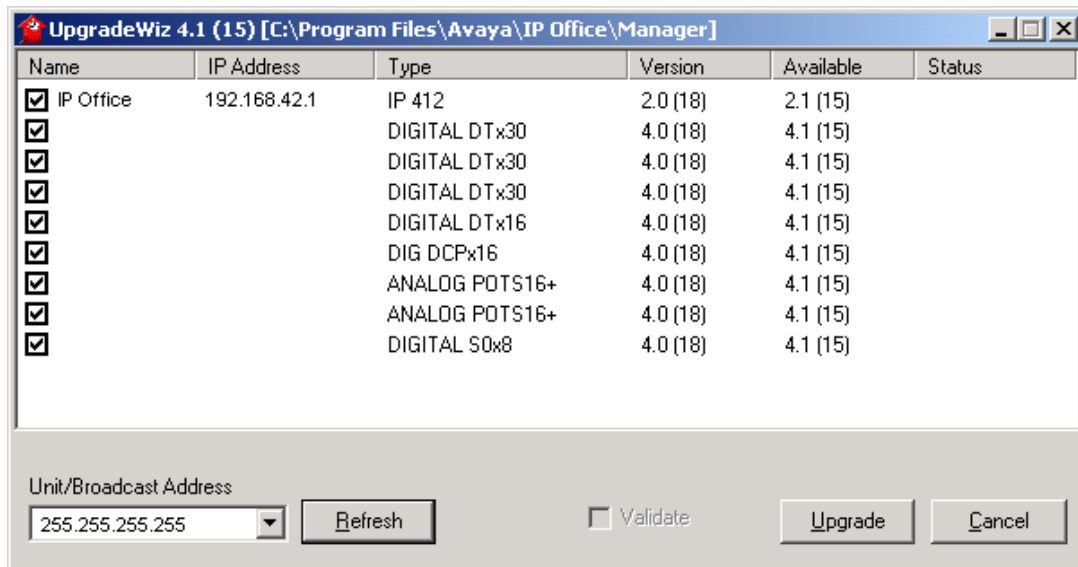 UpgradeWiz 4.1 (15) [C:\Program Files\Avaya\IP Office\Manager]
Name IP Address Type Version Available Status
IP Office 192.168.42.1 IP 412 2.0 (18) 2.1 (15)
DIGITAL DTx30 4.0 (18) 4.1 (15)
DIGITAL DTx30 4.0 (18) 4.1 (15)
DIGITAL DTx30 4.0 (18) 4.1 (15)
DIGITAL DTx16 4.0 (18) 4.1 (15)
DIG DCPx16 4.0 (18) 4.1 (15)
ANALOG POTS16+ 4.0 (18) 4.1 (15)
ANALOG POTS16+ 4.0 (18) 4.1 (15)
DIGITAL S0x8 4.0 (18) 4.1 (15)
Unit/Broadcast Address
255.255.255.255 Refresh Validate Upgrade Cancel